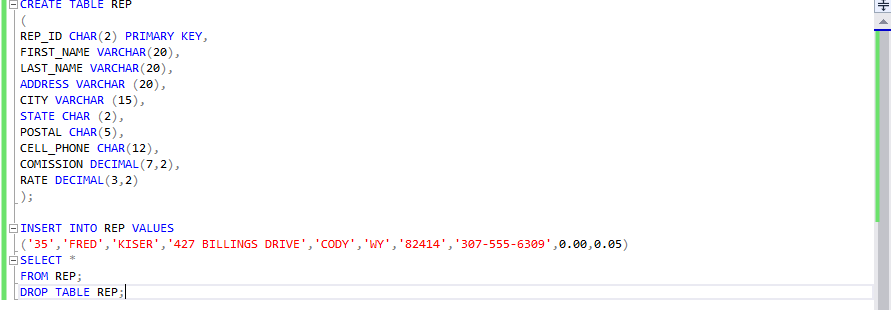 CREATE TABLE REP
(
REP_ID CHAR(2) PRIMARY KEY,
FIRST_NAME VARCHAR(20),
LAST_NAME VARCHAR(20),
ADDRESS VARCHAR (20),
CITY VARCHAR (15),
STATE CHAR (2),
POSTAL CHAR(5),
CELL_PHONE CHAR(12),
COMISSION DECIMAL(7,2),
RATE DECIMAL(3,2)
);
INSERT INTO REP VALUES
('35','FRED','KISER','427 BILLINGS DRIVE','CODY','WY','82414','307-555-6309',0.00,0.05)
SELECT *
FROM REP;
DROP TABLE REP;